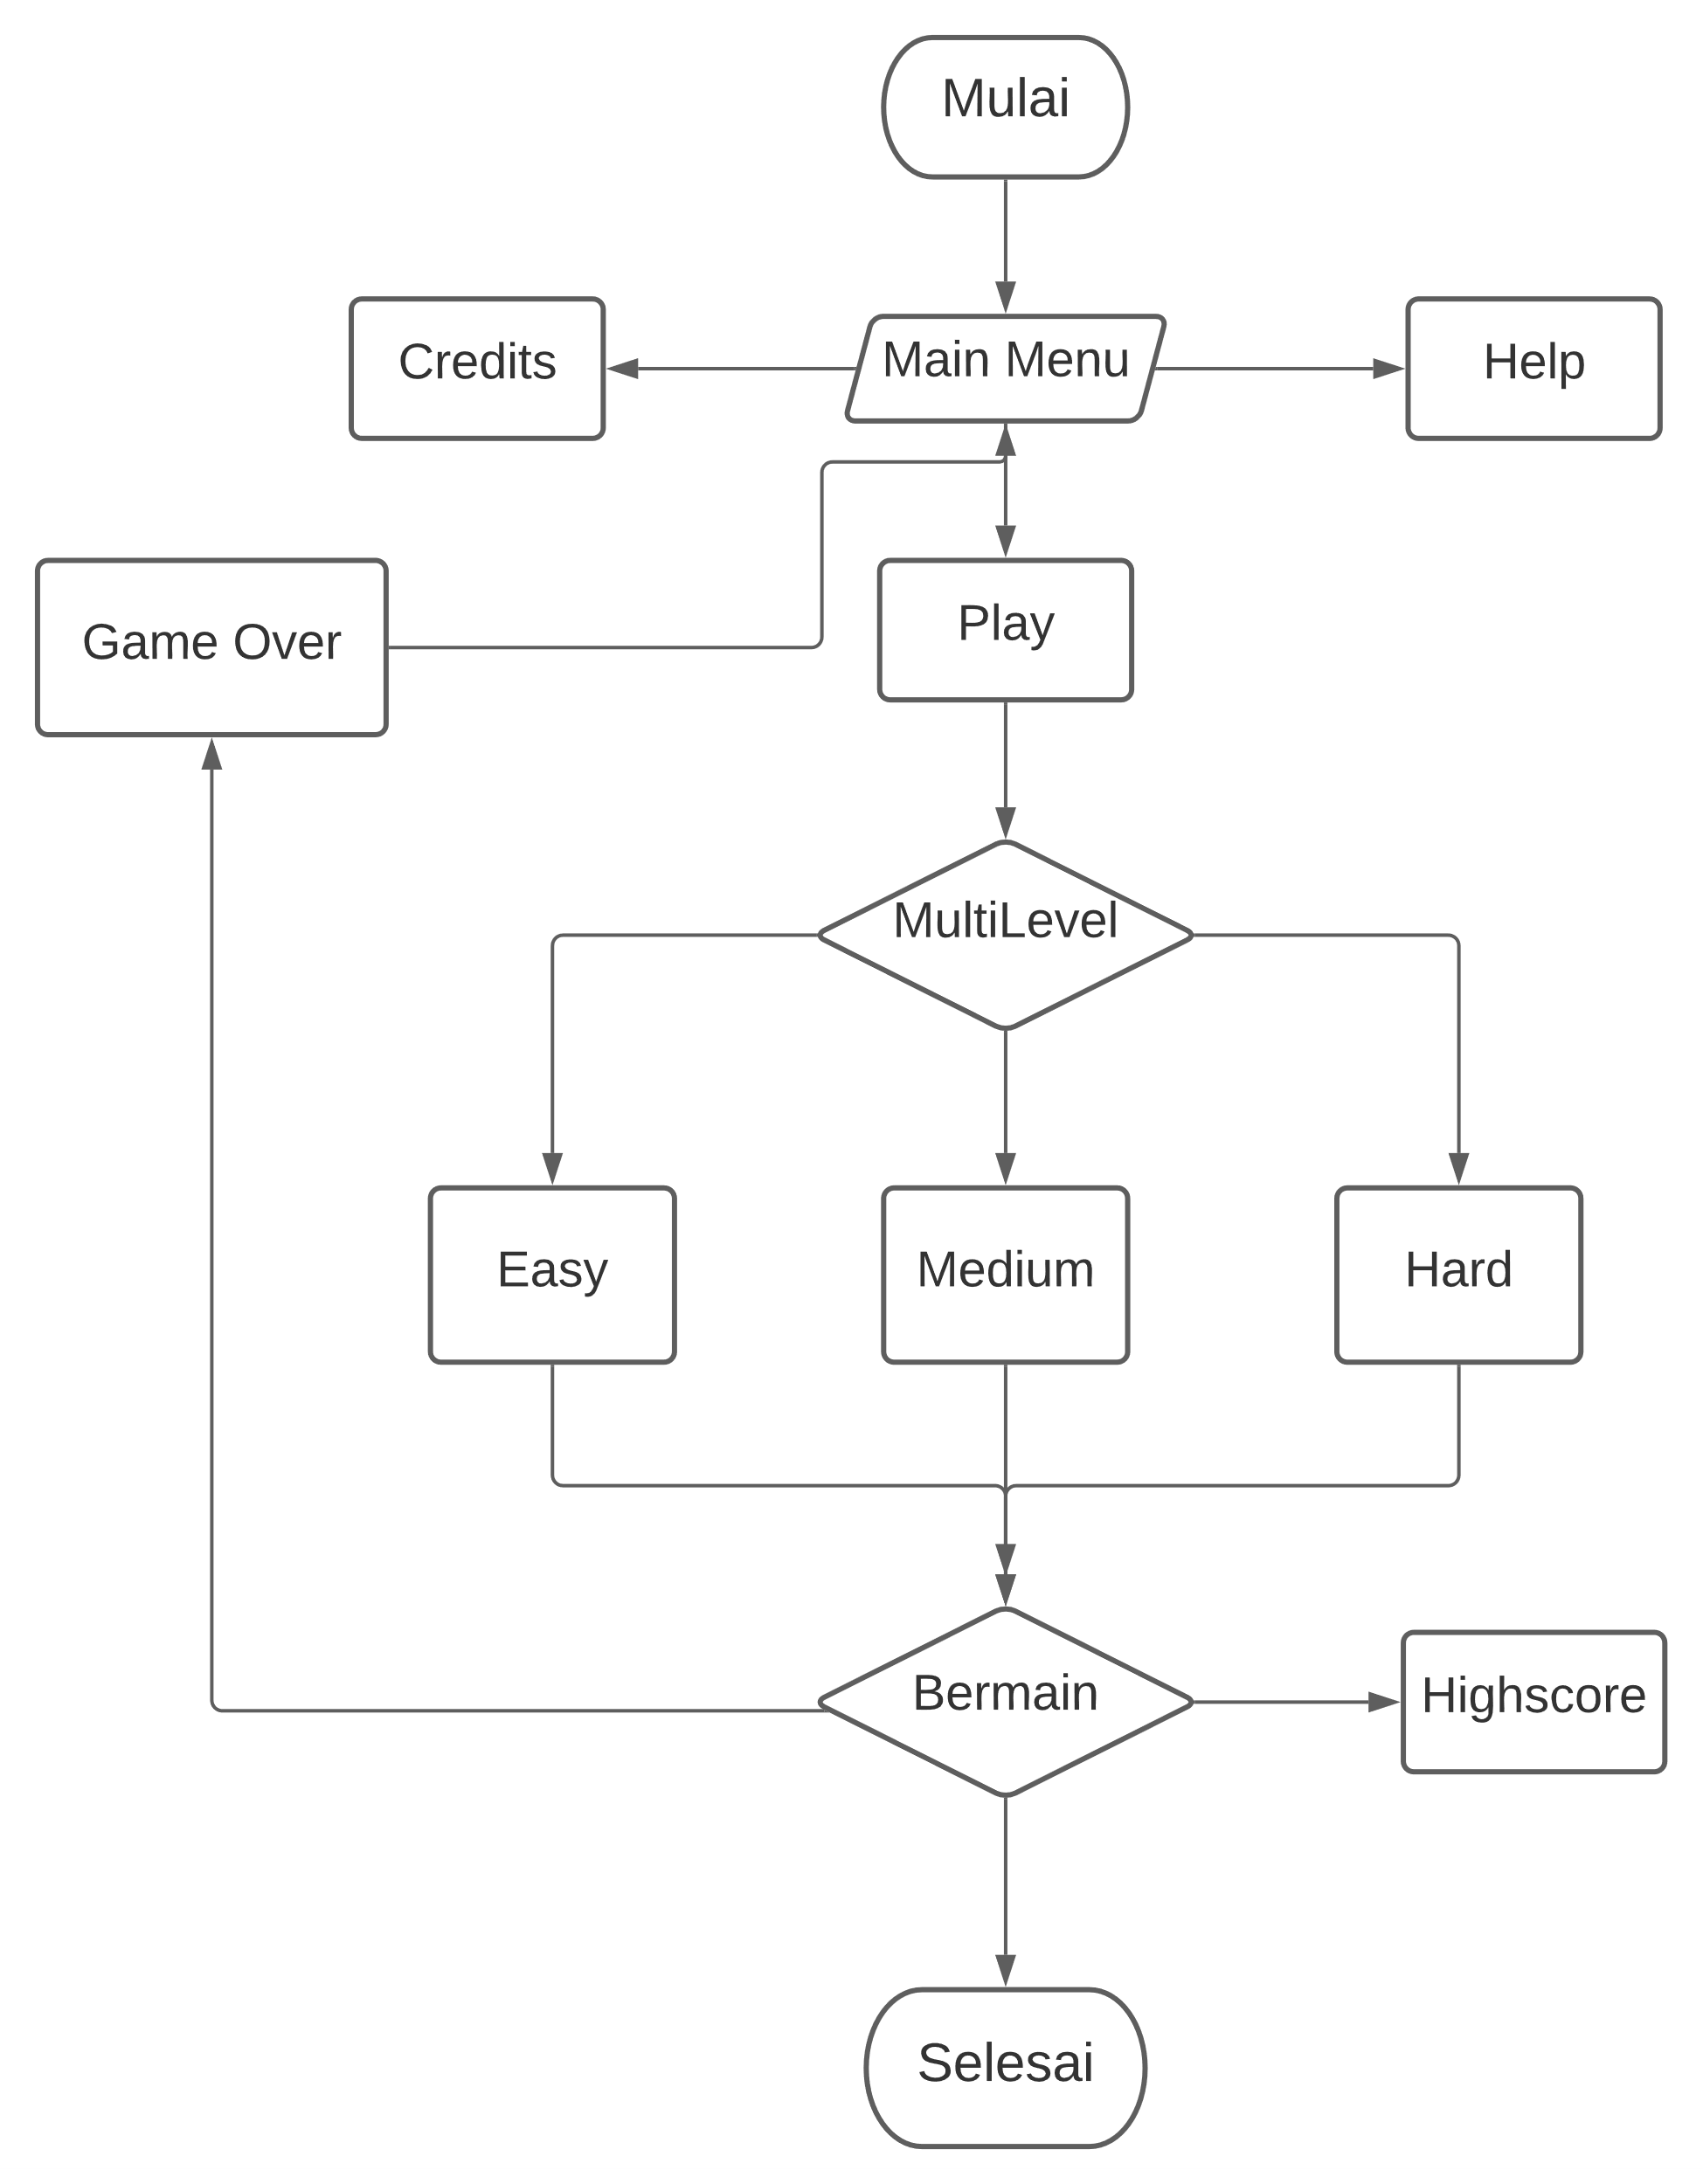 Mulai
Credits
Main Menu
Help
Game Over
Play
MultiLevel
Easy
Medium
Hard
Bermain
Highscore
Selesai